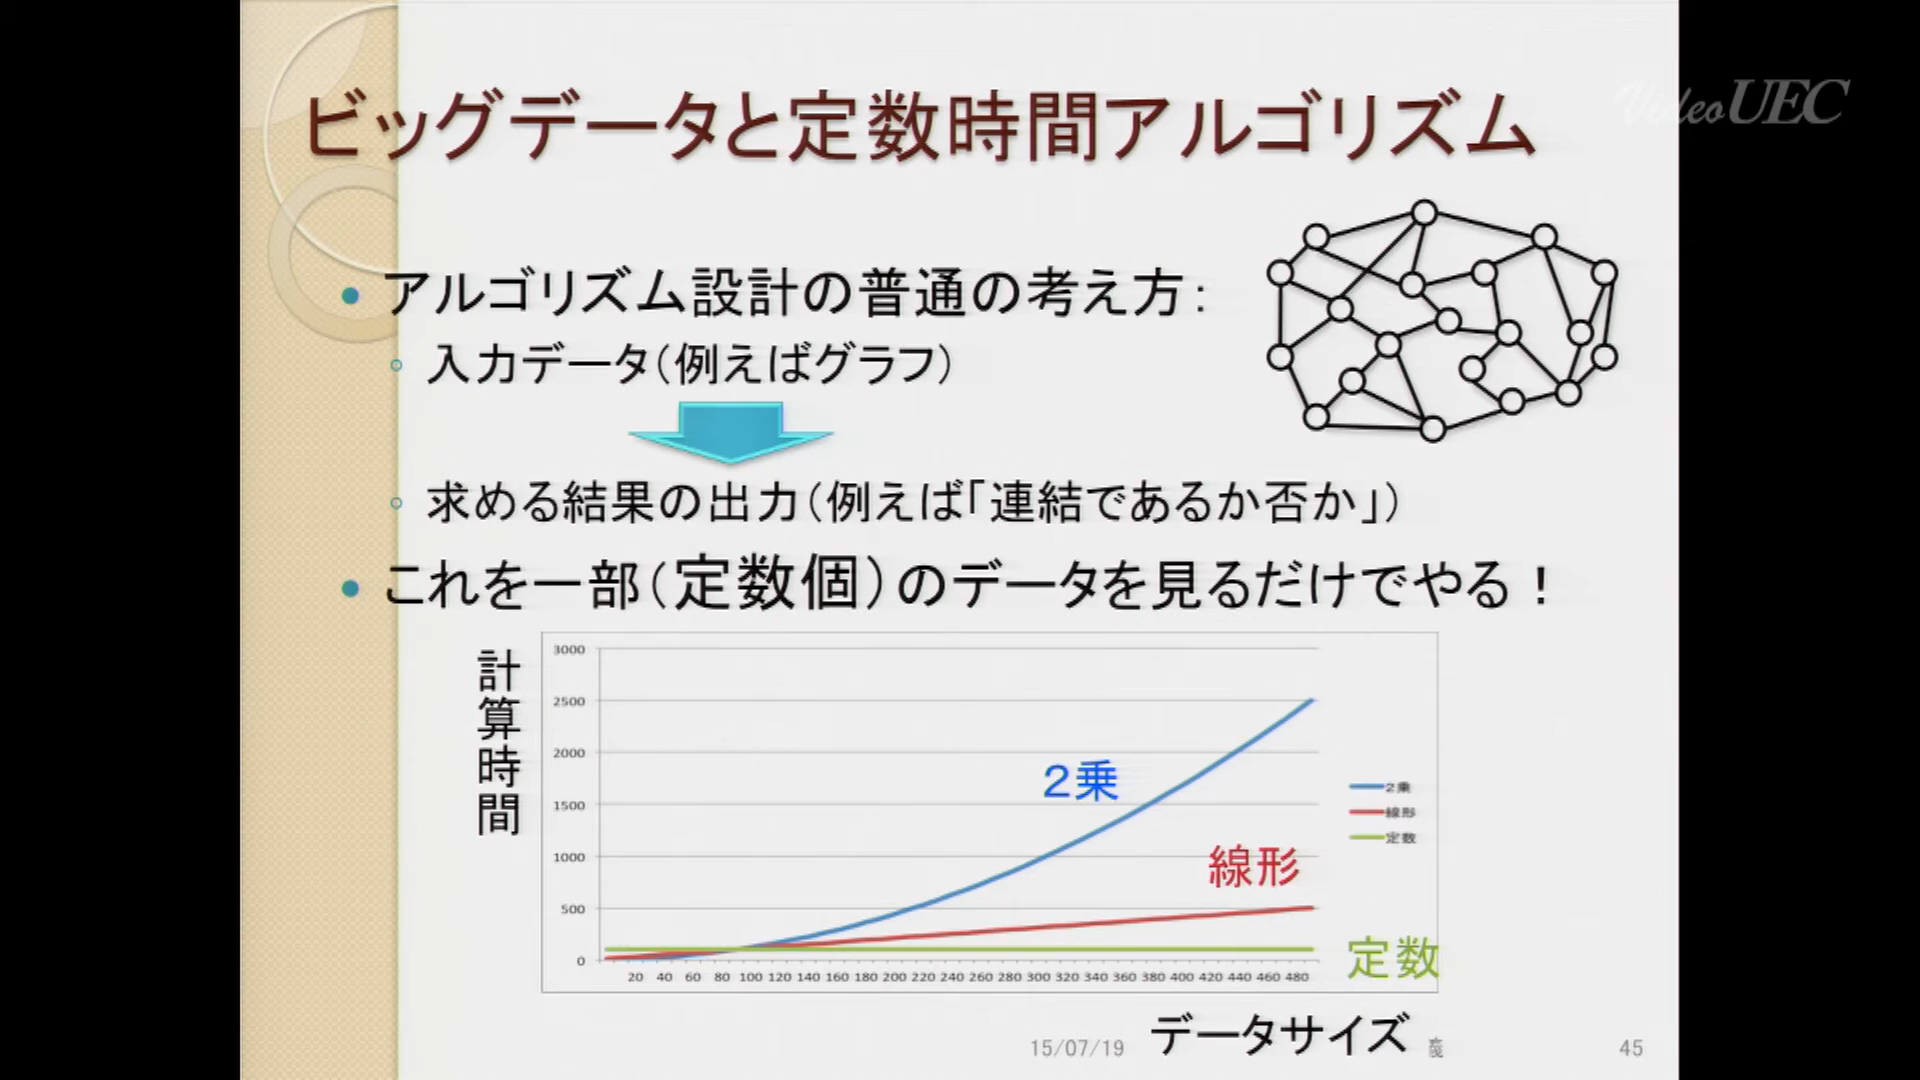 ビッグデータと定数時間アルゴリズム
VideoUEC
アルゴリズム設計の普通の考え方：
入力データ（例えばグラフ）
求める結果の出力（例えば「連結であるか否か」）
これを一部（定数個）のデータを見るだけでやる！
計算時間
3000
2500
2000
1500
1000
500
0
2乗
線形
定数
2乗
線形
定数
20 40 60 80 100 120 140 160 180 200 220 240 260 280 300 320 340 360 380 400 420 440 460 480
データサイズ
15/07/19
45